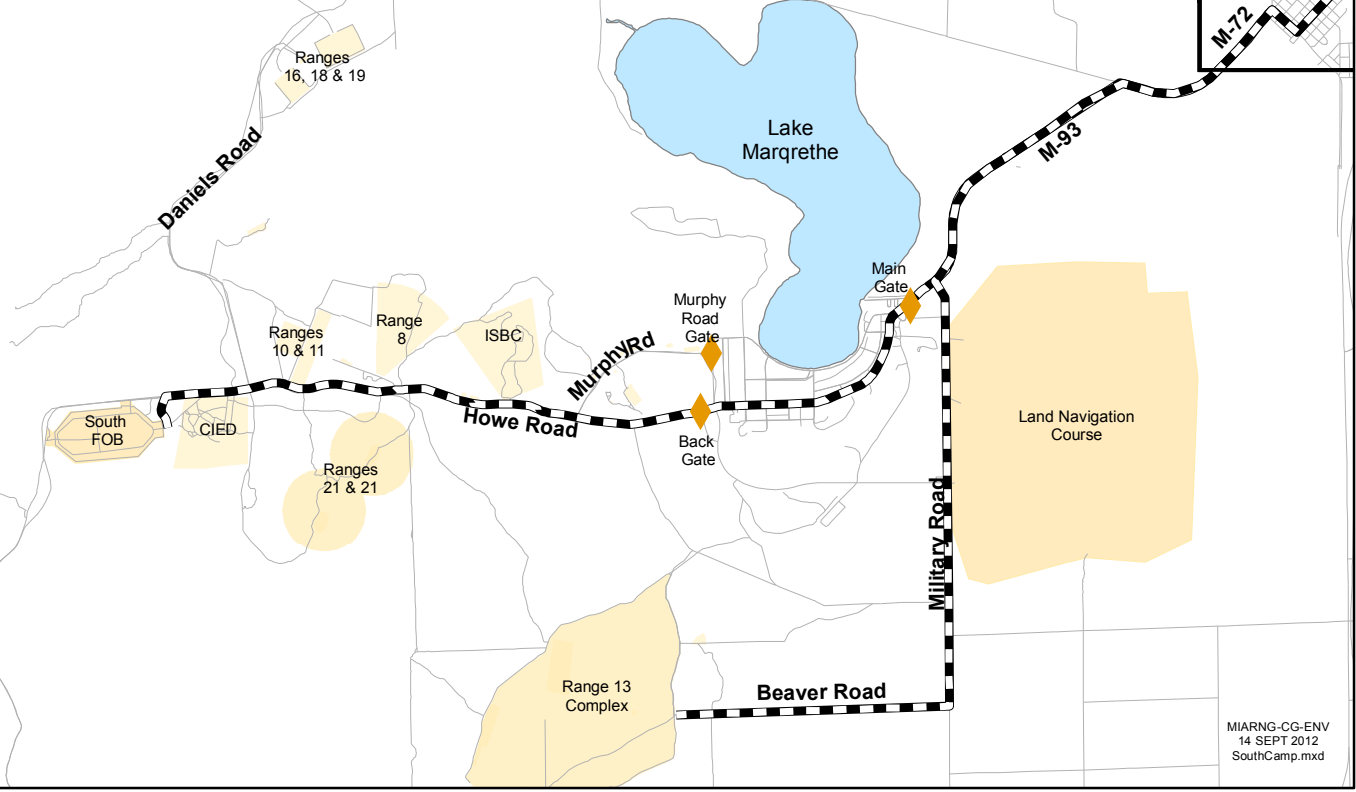 M-72
Ranges
16, 18 & 19
Lake
Marqrethe
M-93
Daniels Road
Main
Gate
Murphy
Road
Gate
Ranges
10 & 11
Range
8
ISBC
Murphy Rd
South
FOB
CIED
Howe Road
Back
Gate
Land Navigation
Course
Ranges
21 & 21
Military Road
Range 13
Complex
Beaver Road
MIARNG-CG-ENV
14 SEPT 2012
SouthCamp.mxd